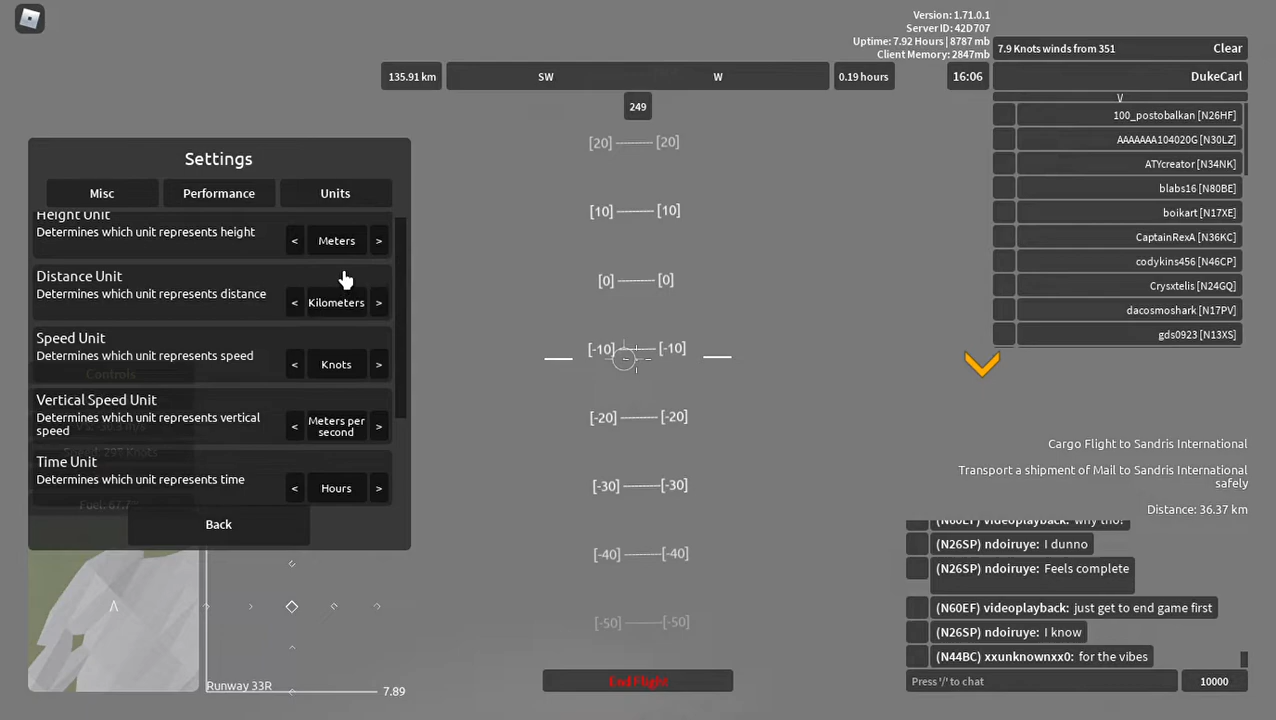 Version: 1.71.0.1
Server ID: 42D707
Uptime: 7.92 Hours | 8787 mb
Client Memory: 2847mb
7.9 Knots winds from 351 Clear
135.91 km SW W 0.19 hours 16:06 DukeCarl
249
V
100_postobalkan [N26HF]
AAAAAAA104020G [N30LZ]
ATYcreator [N34NK]
blabs16 [N80BE]
boikart [N17XE]
CaptainRexA [N36KC]
codykins456 [N46CP]
Crysxtelis [N24GQ]
dacosmoshark [N17PV]
gds0923 [N13XS]
Settings
Misc Performance Units
Height Unit
Determines which unit represents height
< Meters >
Distance Unit
Determines which unit represents distance
< Kilometers >
Speed Unit
Determines which unit represents speed
< Knots >
Controls
Vertical Speed Unit
Determines which unit represents vertical
speed
< Meters per
second >
Time Unit
Determines which unit represents time
< Hours >
Back
[20] [20]
[10] [10]
[0] [0]
[-10] [-10]
[-20] [-20]
[-30] [-30]
[-40] [-40]
[-50] [-50]
Cargo Flight to Sandris International
Transport a shipment of Mail to Sandris International
safely
Distance: 36.37 km
(N60EF) videoplayback: why tho?
(N26SP) ndoiruye: I dunno
(N26SP) ndoiruye: Feels complete
(N60EF) videoplayback: just get to end game first
(N26SP) ndoiruye: I know
(N44BC) xxunknownxx0: for the vibes
Press '/' to chat 10000
End Flight
Runway 33R 7.89